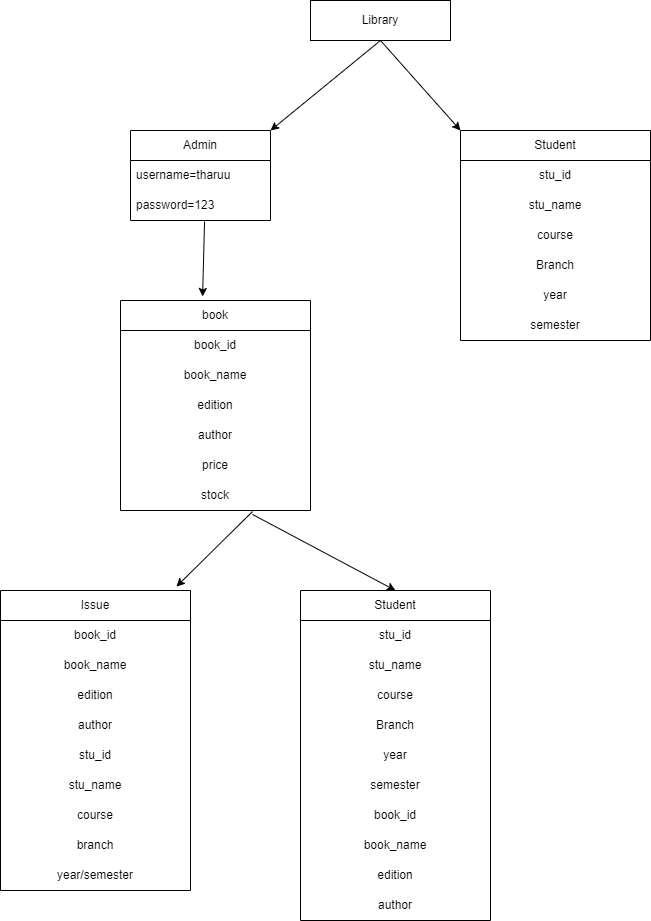 Library
Admin
username=tharuu
password=123
Student
stu_id
stu_name
course
Branch
year
semester
book
book_id
book_name
edition
author
price
stock
Issue
book_id
book_name
edition
author
stu_id
stu_name
course
branch
year/semester
Student
stu_id
stu_name
course
Branch
year
semester
book_id
book_name
edition
author